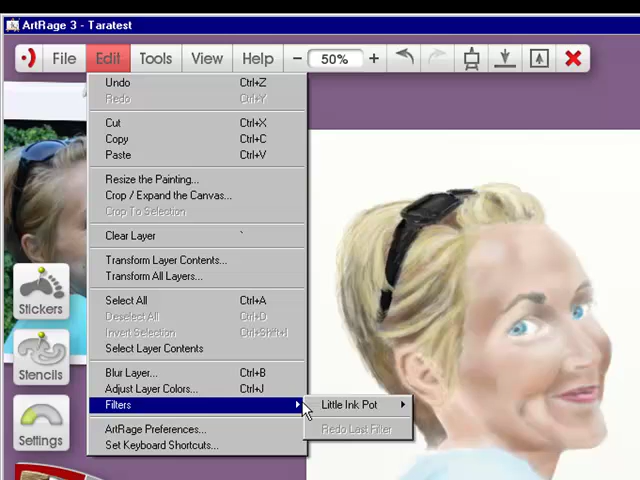 ArtRage 3 - Taratest
File Edit Tools View Help − 50% +
Undo Ctrl+Z
Redo Ctrl+Y
Cut Ctrl+X
Copy Ctrl+C
Paste Ctrl+V
Resize the Painting...
Crop / Expand the Canvas...
Crop To Selection
Clear Layer `
Transform Layer Contents...
Transform All Layers...
Select All Ctrl+A
Deselect All Ctrl+D
Invert Selection Ctrl+Shift+I
Select Layer Contents
Blur Layer... Ctrl+B
Adjust Layer Colors... Ctrl+J
Filters
Little Ink Pot
Redo Last Filter
ArtRage Preferences...
Set Keyboard Shortcuts...
Stickers
Stencils
Settings